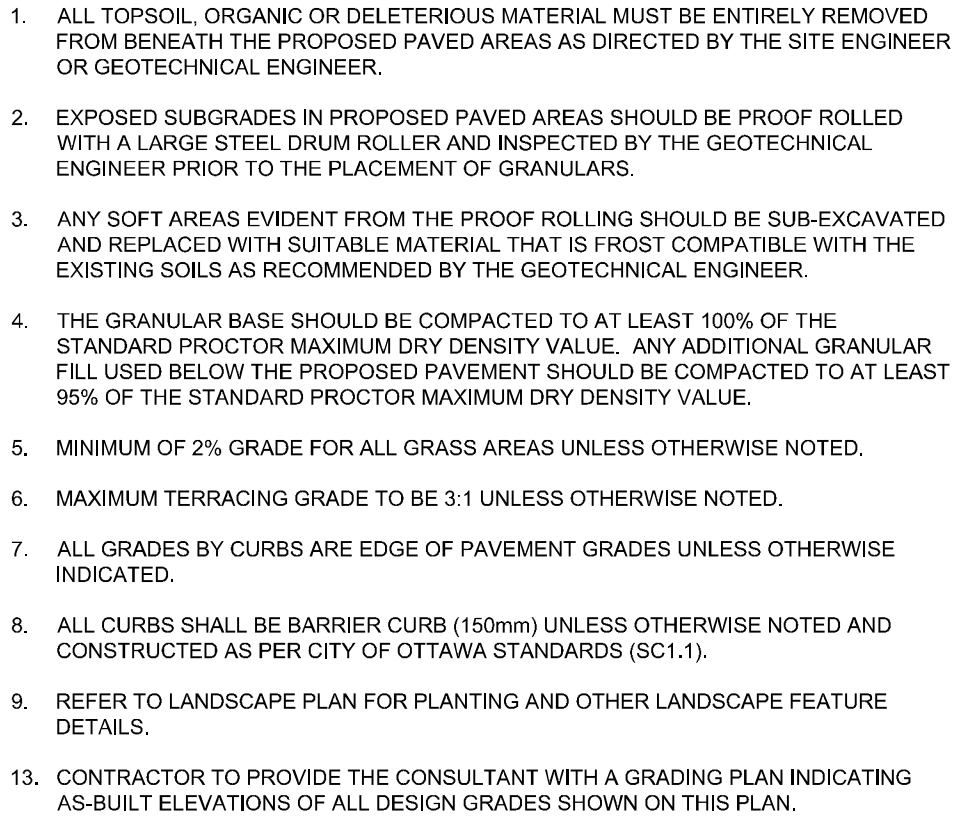 1. ALL TOPSOIL, ORGANIC OR DELETERIOUS MATERIAL MUST BE ENTIRELY REMOVED
FROM BENEATH THE PROPOSED PAVED AREAS AS DIRECTED BY THE SITE ENGINEER
OR GEOTECHNICAL ENGINEER.
2. EXPOSED SUBGRADES IN PROPOSED PAVED AREAS SHOULD BE PROOF ROLLED
WITH A LARGE STEEL DRUM ROLLER AND INSPECTED BY THE GEOTECHNICAL
ENGINEER PRIOR TO THE PLACEMENT OF GRANULARS.
3. ANY SOFT AREAS EVIDENT FROM THE PROOF ROLLING SHOULD BE SUB-EXCAVATED
AND REPLACED WITH SUITABLE MATERIAL THAT IS FROST COMPATIBLE WITH THE
EXISTING SOILS AS RECOMMENDED BY THE GEOTECHNICAL ENGINEER.
4. THE GRANULAR BASE SHOULD BE COMPACTED TO AT LEAST 100% OF THE
STANDARD PROCTOR MAXIMUM DRY DENSITY VALUE. ANY ADDITIONAL GRANULAR
FILL USED BELOW THE PROPOSED PAVEMENT SHOULD BE COMPACTED TO AT LEAST
95% OF THE STANDARD PROCTOR MAXIMUM DRY DENSITY VALUE.
5. MINIMUM OF 2% GRADE FOR ALL GRASS AREAS UNLESS OTHERWISE NOTED.
6. MAXIMUM TERRACING GRADE TO BE 3:1 UNLESS OTHERWISE NOTED.
7. ALL GRADES BY CURBS ARE EDGE OF PAVEMENT GRADES UNLESS OTHERWISE
INDICATED.
8. ALL CURBS SHALL BE BARRIER CURB (150mm) UNLESS OTHERWISE NOTED AND
CONSTRUCTED AS PER CITY OF OTTAWA STANDARDS (SC1.1).
9. REFER TO LANDSCAPE PLAN FOR PLANTING AND OTHER LANDSCAPE FEATURE
DETAILS.
13. CONTRACTOR TO PROVIDE THE CONSULTANT WITH A GRADING PLAN INDICATING
AS-BUILT ELEVATIONS OF ALL DESIGN GRADES SHOWN ON THIS PLAN.